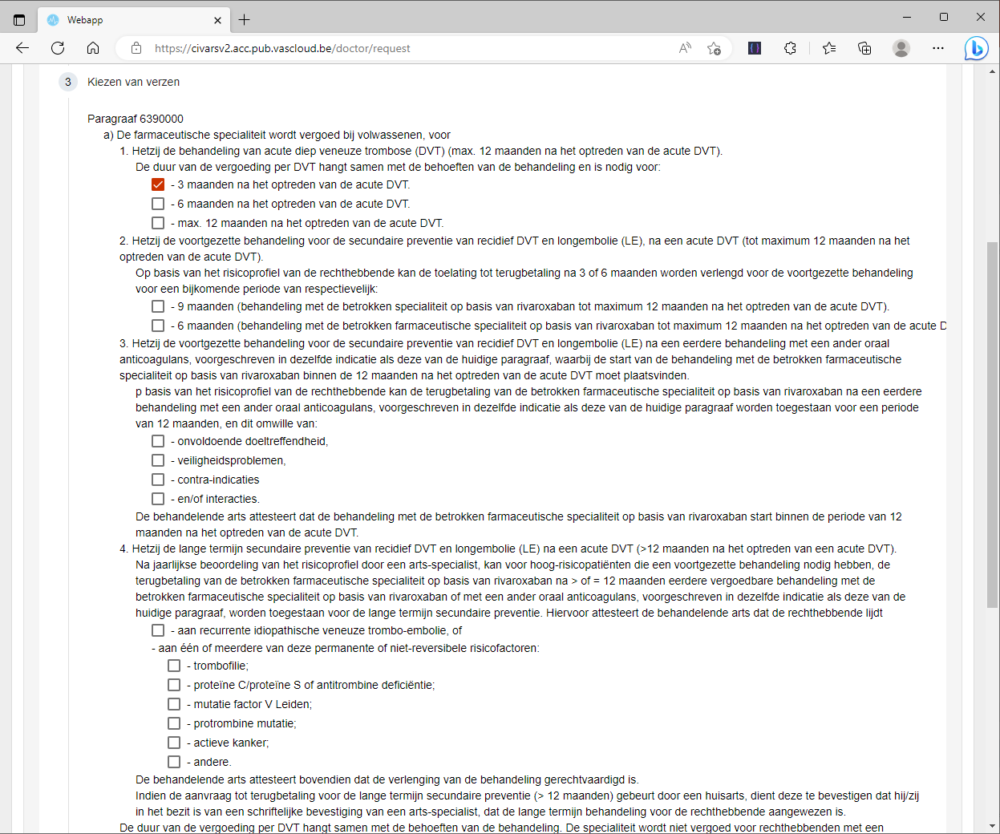 Webapp
https://civarsv2.acc.pub.vascloud.be/doctor/request
3 Kiezen van verzen
Paragraaf 6390000
a) De farmaceutische specialiteit wordt vergoed bij volwassenen, voor
1. Hetzij de behandeling van acute diep veneuze trombose (DVT) (max. 12 maanden na het optreden van de acute DVT).
De duur van de vergoeding per DVT hangt samen met de behoeften van de behandeling en is nodig voor:
- 3 maanden na het optreden van de acute DVT.
- 6 maanden na het optreden van de acute DVT.
- max. 12 maanden na het optreden van de acute DVT.
2. Hetzij de voortgezette behandeling voor de secundaire preventie van recidief DVT en longembolie (LE), na een acute DVT (tot maximum 12 maanden na het
optreden van de acute DVT).
Op basis van het risicoprofiel van de rechthebbende kan de toelating tot terugbetaling na 3 of 6 maanden worden verlengd voor de voortgezette behandeling
voor een bijkomende periode van respectievelijk:
- 9 maanden (behandeling met de betrokken specialiteit op basis van rivaroxaban tot maximum 12 maanden na het optreden van de acute DVT).
- 6 maanden (behandeling met de betrokken farmaceutische specialiteit op basis van rivaroxaban tot maximum 12 maanden na het optreden van de acute D
3. Hetzij de voortgezette behandeling voor de secundaire preventie van recidief DVT en longembolie (LE) na een eerdere behandeling met een ander oraal
anticoagulans, voorgeschreven in dezelfde indicatie als deze van de huidige paragraaf, waarbij de start van de behandeling met de betrokken farmaceutische
specialiteit op basis van rivaroxaban binnen de 12 maanden na het optreden van de acute DVT moet plaatsvinden.
p basis van het risicoprofiel van de rechthebbende kan de terugbetaling van de betrokken farmaceutische specialiteit op basis van rivaroxaban na een eerdere
behandeling met een ander oraal anticoagulans, voorgeschreven in dezelfde indicatie als deze van de huidige paragraaf worden toegestaan voor een periode
van 12 maanden, en dit omwille van:
- onvoldoende doeltreffendheid,
- veiligheidsproblemen,
- contra-indicaties
- en/of interacties.
De behandelende arts attesteert dat de behandeling met de betrokken farmaceutische specialiteit op basis van rivaroxaban start binnen de periode van 12
maanden na het optreden van de acute DVT.
4. Hetzij de lange termijn secundaire preventie van recidief DVT en longembolie (LE) na een acute DVT (>12 maanden na het optreden van een acute DVT).
Na jaarlijkse beoordeling van het risicoprofiel door een arts-specialist, kan voor hoog-risicopatiënten die een voortgezette behandeling nodig hebben, de
terugbetaling van de betrokken farmaceutische specialiteit op basis van rivaroxaban na > of = 12 maanden eerdere vergoedbare behandeling met de
betrokken farmaceutische specialiteit op basis van rivaroxaban of met een ander oraal anticoagulans, voorgeschreven in dezelfde indicatie als deze van de
huidige paragraaf, worden toegestaan voor de lange termijn secundaire preventie. Hiervoor attesteert de behandelende arts dat de rechthebbende lijdt
- aan recurrente idiopathische veneuze trombo-embolie, of
- aan één of meerdere van deze permanente of niet-reversibele risicofactoren:
- trombofilie;
- proteïne C/proteïne S of antitrombine deficiëntie;
- mutatie factor V Leiden;
- protrombine mutatie;
- actieve kanker;
- andere.
De behandelende arts attesteert bovendien dat de verlenging van de behandeling gerechtvaardigd is.
Indien de aanvraag tot terugbetaling voor de lange termijn secundaire preventie (> 12 maanden) gebeurt door een huisarts, dient deze te bevestigen dat hij/zij
in het bezit is van een schriftelijke bevestiging van een arts-specialist, dat de lange termijn behandeling voor de rechthebbende aangewezen is.
De duur van de vergoeding per DVT hangt samen met de behoeften van de behandeling. De specialiteit wordt niet vergoed voor rechthebbenden met een